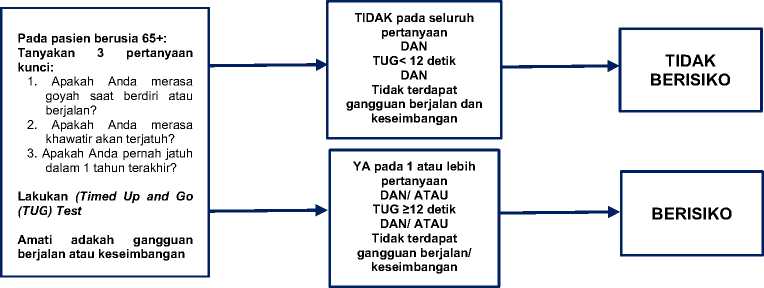 Pada pasien berusia 65+:
Tanyakan 3 pertanyaan
kunci:
1. Apakah Anda merasa
goyah saat berdiri atau
berjalan?
2. Apakah Anda merasa
khawatir akan terjatuh?
3. Apakah Anda pernah jatuh
dalam 1 tahun terakhir?
Lakukan (Timed Up and Go
(TUG) Test
Amati adakah gangguan
berjalan atau keseimbangan
TIDAK pada seluruh
pertanyaan
DAN
TUG< 12 detik
DAN
Tidak terdapat
gangguan berjalan dan
keseimbangan
TIDAK
BERISIKO
YA pada 1 atau lebih
pertanyaan
DAN/ ATAU
TUG ≥12 detik
DAN/ ATAU
Tidak terdapat
gangguan berjalan/
keseimbangan
BERISIKO